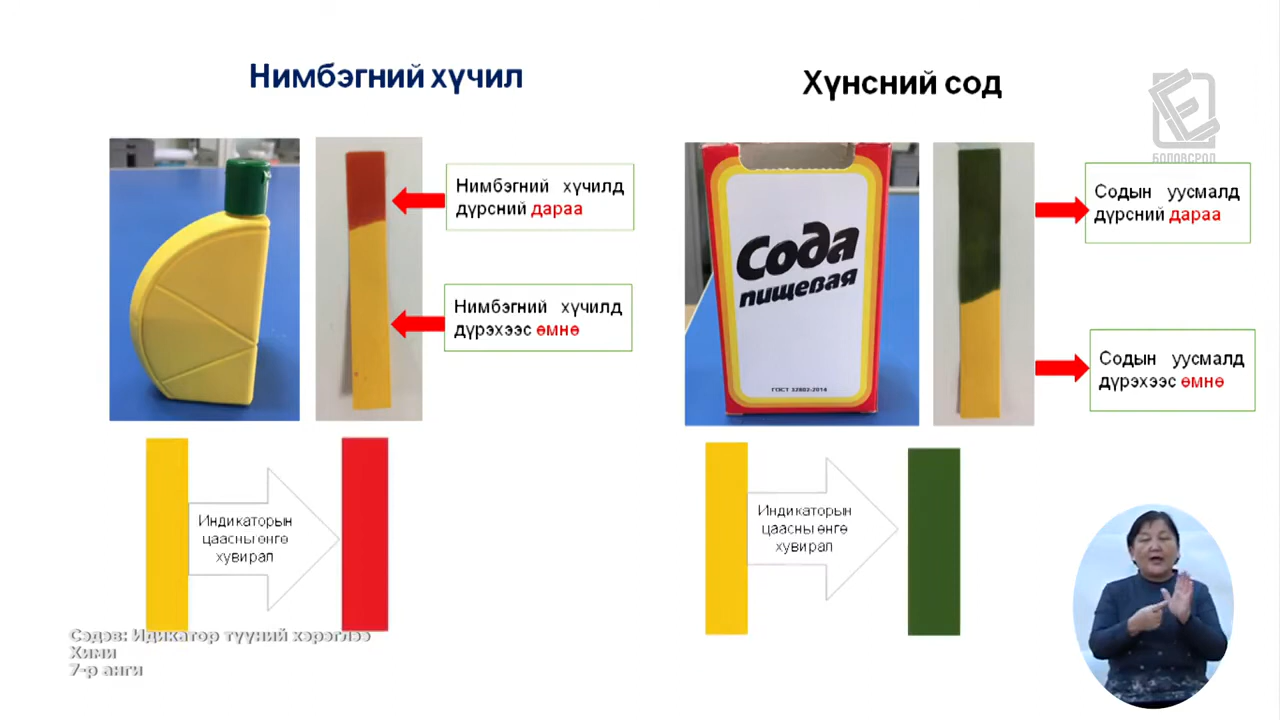 Нимбэгний хүчил
Хүнсний сод
БОЛОВСРОЛ
Нимбэгний хүчилд
дүрсний дараа
Нимбэгний хүчилд
дүрэхээс өмнө
Сода
пищевая
ГОСТ 32802-2014
Содын уусмалд
дүрсний дараа
Содын уусмалд
дүрэхээс өмнө
Индикаторын
цаасны өнгө
хувирал
Индикаторын
цаасны өнгө
хувирал
Сэдэв: Идикатор түүний хэрэглээ
Хими
7-р анги